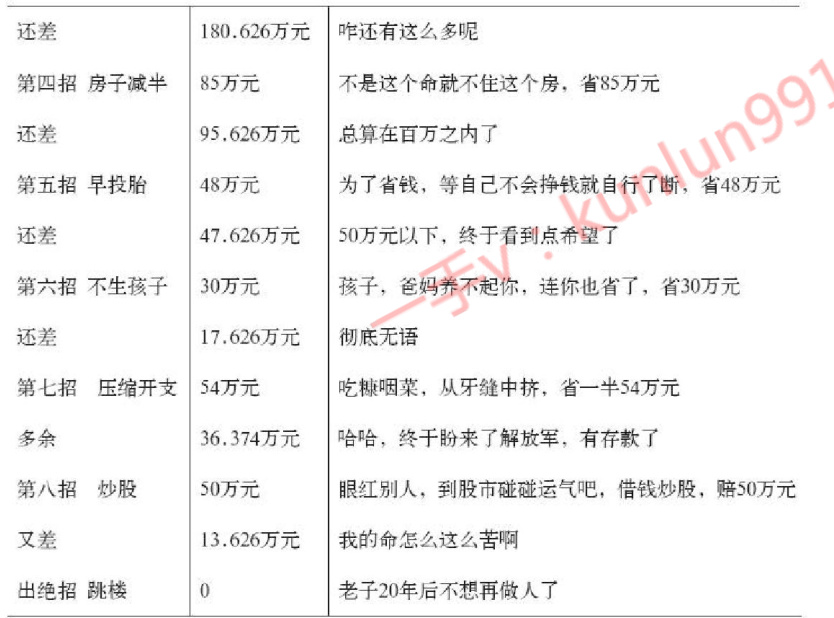 还差 180.626万元 咋还有这么多呢
第四招 房子减半 85万元 不是这个命就不住这个房，省85万元
还差 95.626万元 总算在百万之内了
第五招 早投胎 48万元 为了省钱，等自己不会挣钱就自行了断，省48万元
还差 47.626万元 50万元以下，终于看到点希望了
第六招 不生孩子 30万元 孩子，爸妈养不起你，连你也省了，省30万元
还差 17.626万元 彻底无语
第七招 压缩开支 54万元 吃糠咽菜，从牙缝中挤，省一半54万元
多余 36.374万元 哈哈，终于盼来了解放军，有存款了
第八招 炒股 50万元 眼红别人，到股市碰碰运气吧，借钱炒股，赔50万元
又差 13.626万元 我的命怎么这么苦啊
出绝招 跳楼 0 老子20年后不想再做人了
一手v：kunlun991